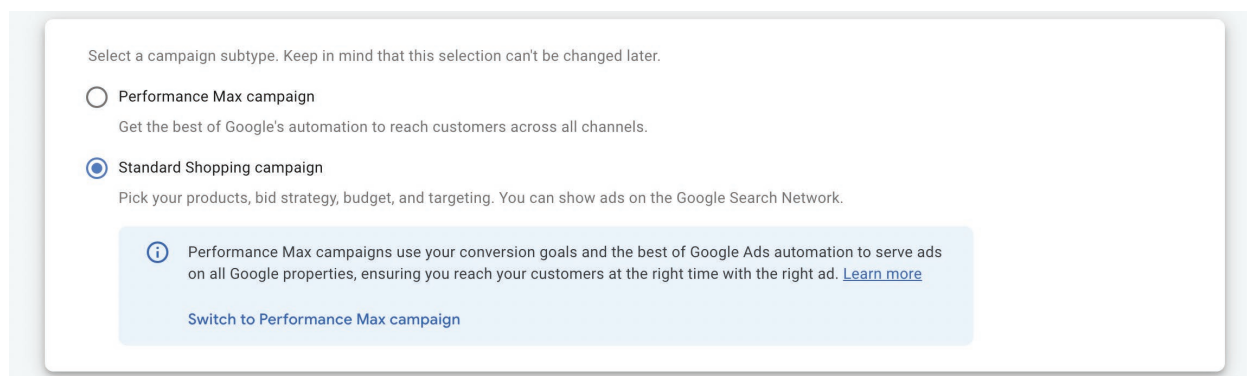 Select a campaign subtype. Keep in mind that this selection can't be changed later.
Performance Max campaign
Get the best of Google's automation to reach customers across all channels.
Standard Shopping campaign
Pick your products, bid strategy, budget, and targeting. You can show ads on the Google Search Network.
Performance Max campaigns use your conversion goals and the best of Google Ads automation to serve ads
on all Google properties, ensuring you reach your customers at the right time with the right ad. Learn more
Switch to Performance Max campaign